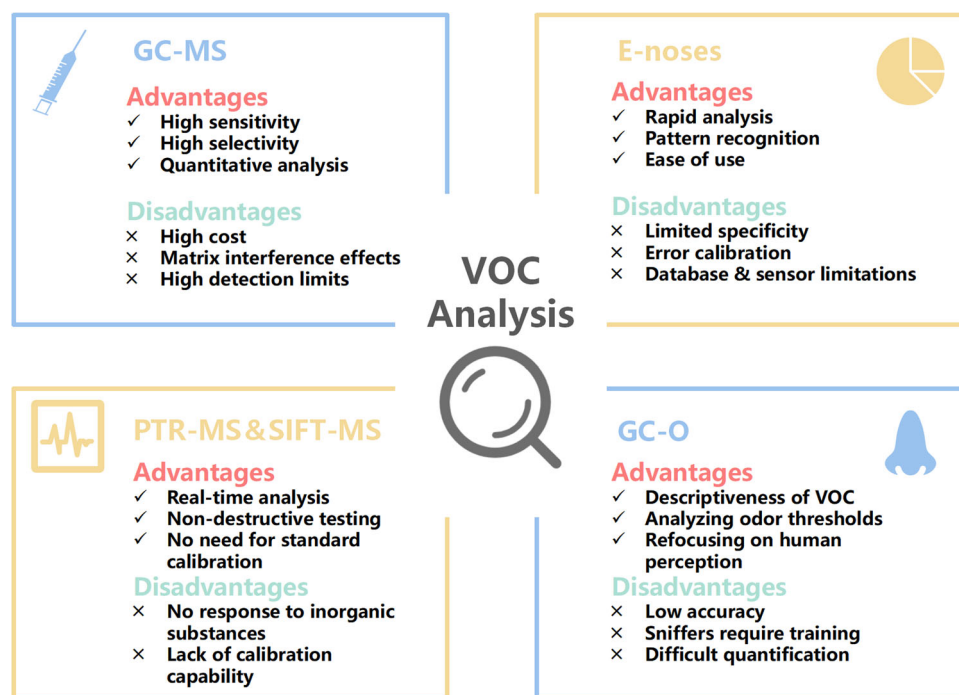 GC-MS
Advantages
✓ High sensitivity
✓ High selectivity
✓ Quantitative analysis
Disadvantages
× High cost
× Matrix interference effects
× High detection limits
E-noses
Advantages
✓ Rapid analysis
✓ Pattern recognition
✓ Ease of use
Disadvantages
× Limited specificity
× Error calibration
× Database & sensor limitations
VOC
Analysis
PTR-MS&SIFT-MS
Advantages
✓ Real-time analysis
✓ Non-destructive testing
✓ No need for standard
calibration
Disadvantages
× No response to inorganic
substances
× Lack of calibration
capability
GC-O
Advantages
✓ Descriptiveness of VOC
✓ Analyzing odor thresholds
✓ Refocusing on human
perception
Disadvantages
× Low accuracy
× Sniffers require training
× Difficult quantification